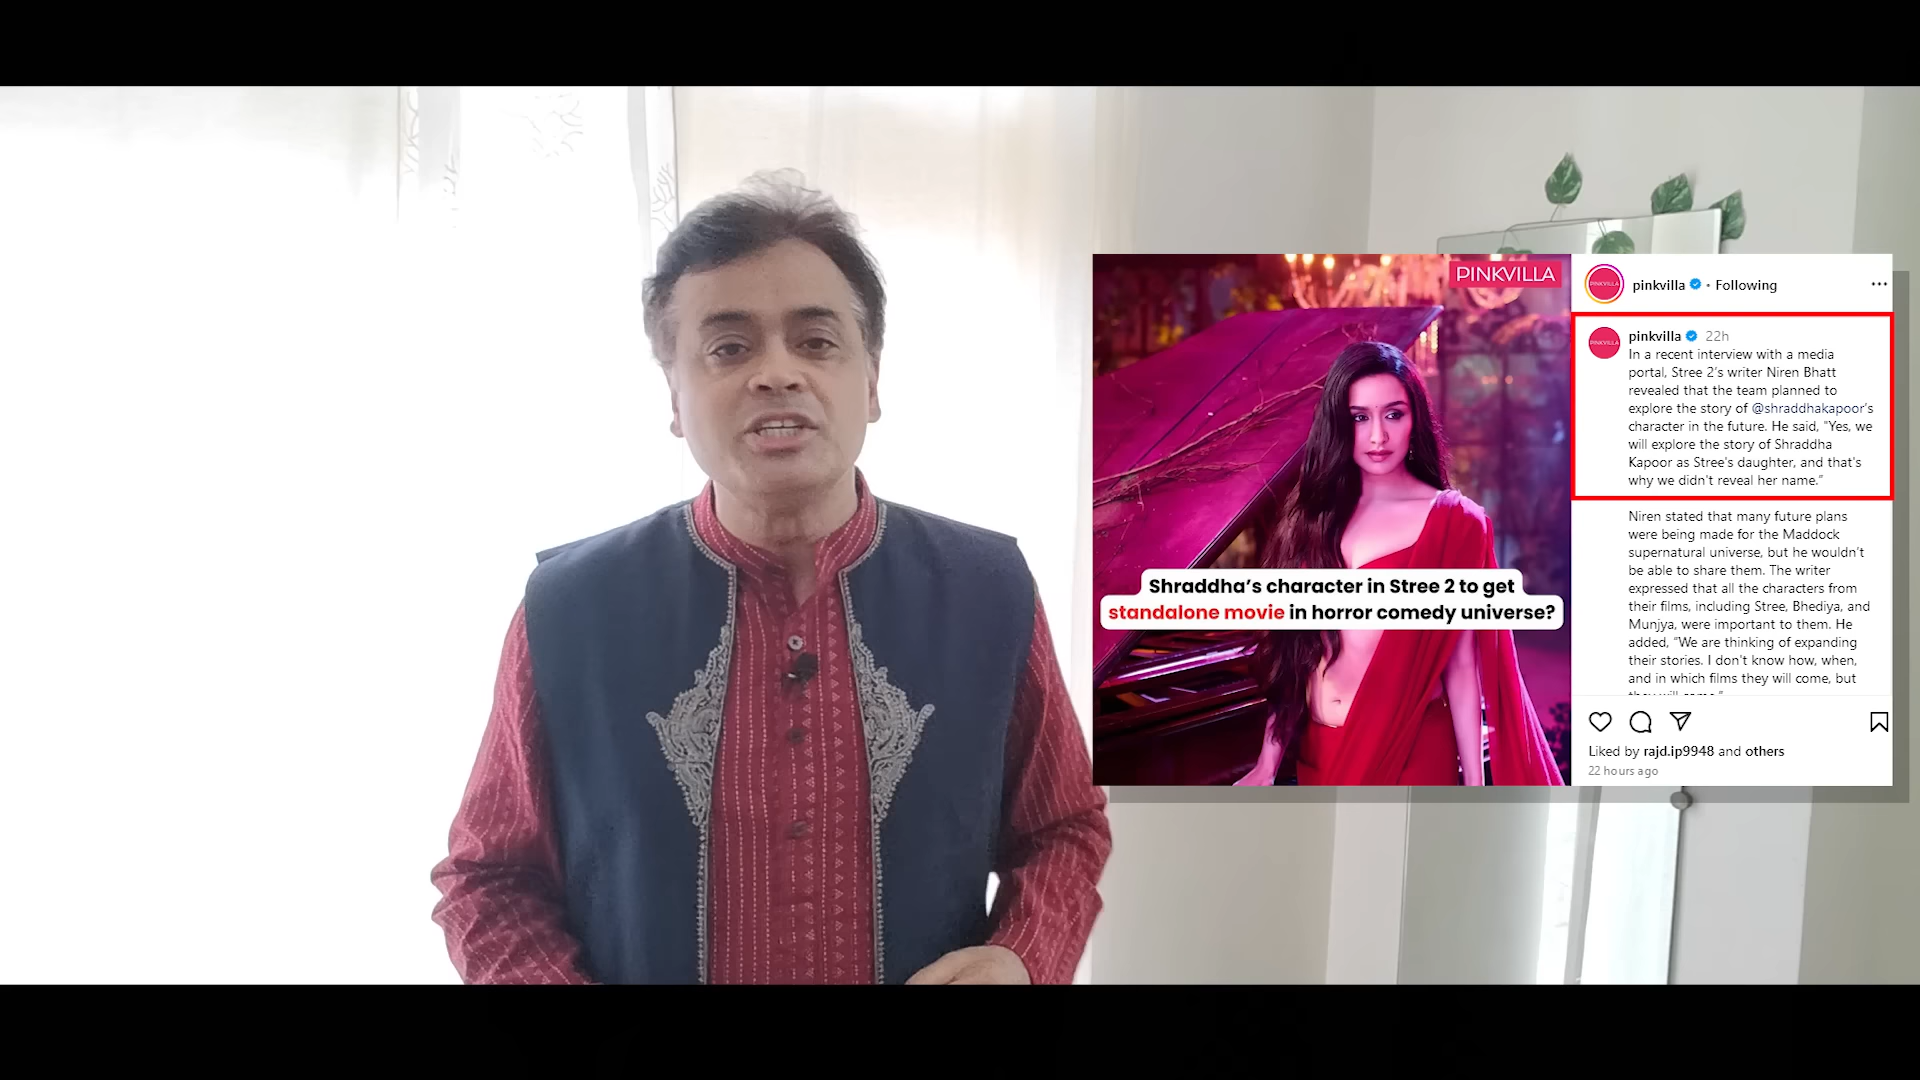 PINKVILLA
Shraddha’s character in Stree 2 to get
standalone movie in horror comedy universe?
pinkvilla • Following
pinkvilla 22h
In a recent interview with a media
portal, Stree 2’s writer Niren Bhatt
revealed that the team planned to
explore the story of @shraddhakapoor’s
character in the future. He said, "Yes, we
will explore the story of Shraddha
Kapoor as Stree's daughter, and that's
why we didn't reveal her name.”
Niren stated that many future plans
were being made for the Maddock
supernatural universe, but he wouldn’t
be able to share them. The writer
expressed that all the characters from
their films, including Stree, Bhediya, and
Munjya, were important to them. He
added, “We are thinking of expanding
their stories. I don't know how, when,
and in which films they will come, but
Liked by rajd.ip9948 and others
22 hours ago